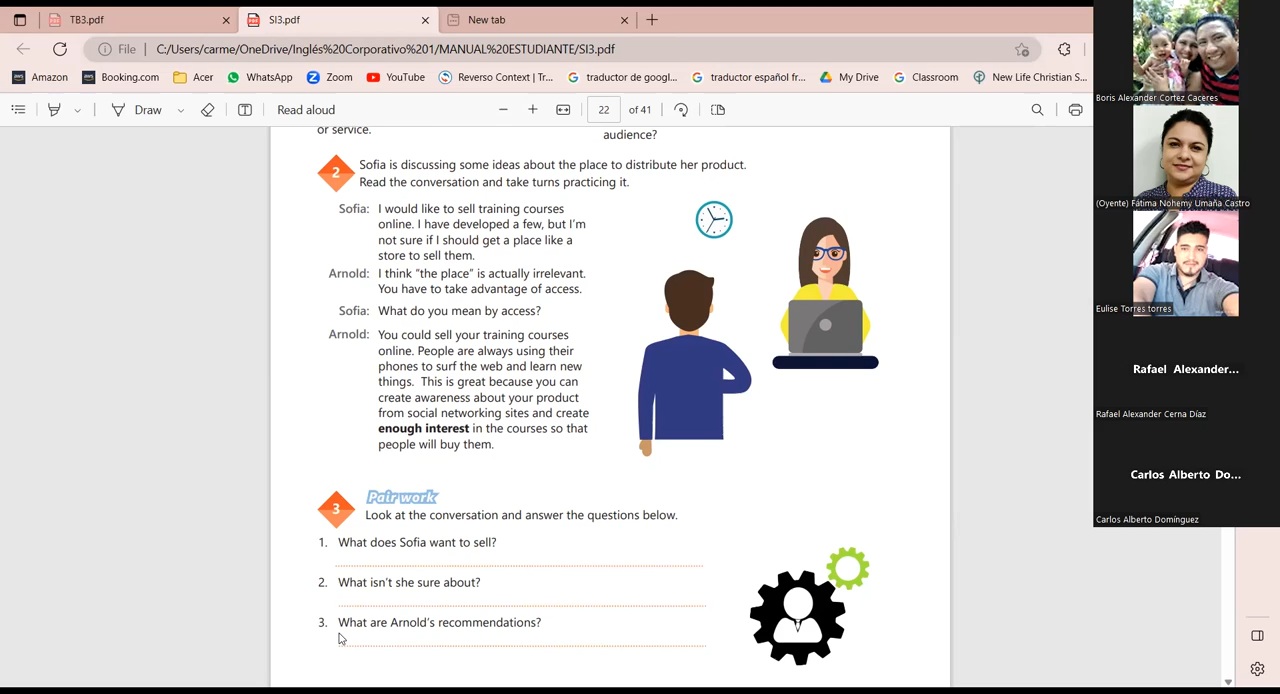 TB3.pdf
SI3.pdf
New tab
File
C:/Users/carme/OneDrive/Inglés%20Corporativo%201/MANUAL%20ESTUDIANTE/SI3.pdf
Amazon
Booking.com
Acer
WhatsApp
Zoom
YouTube
Reverso Context | Tr...
traductor de googl...
traductor español fr...
My Drive
Classroom
New Life Christian S...
Draw
Read aloud
22
of 41
or service.
audience?
2
Sofia is discussing some ideas about the place to distribute her product.
Read the conversation and take turns practicing it.
Sofia: I would like to sell training courses
online. I have developed a few, but I'm
not sure if I should get a place like a
store to sell them.
Arnold: I think “the place” is actually irrelevant.
You have to take advantage of access.
Sofia: What do you mean by access?
Arnold: You could sell your training courses
online. People are always using their
phones to surf the web and learn new
things. This is great because you can
create awareness about your product
from social networking sites and create
enough interest in the courses so that
people will buy them.
3
Pair work
Look at the conversation and answer the questions below.
1. What does Sofia want to sell?
2. What isn't she sure about?
3. What are Arnold's recommendations?
Boris Alexander Cortez Caceres
(Oyente) Fátima Nohemy Umaña Castro
Eulise Torres torres
Rafael Alexander...
Rafael Alexander Cerna Díaz
Carlos Alberto Do...
Carlos Alberto Domínguez